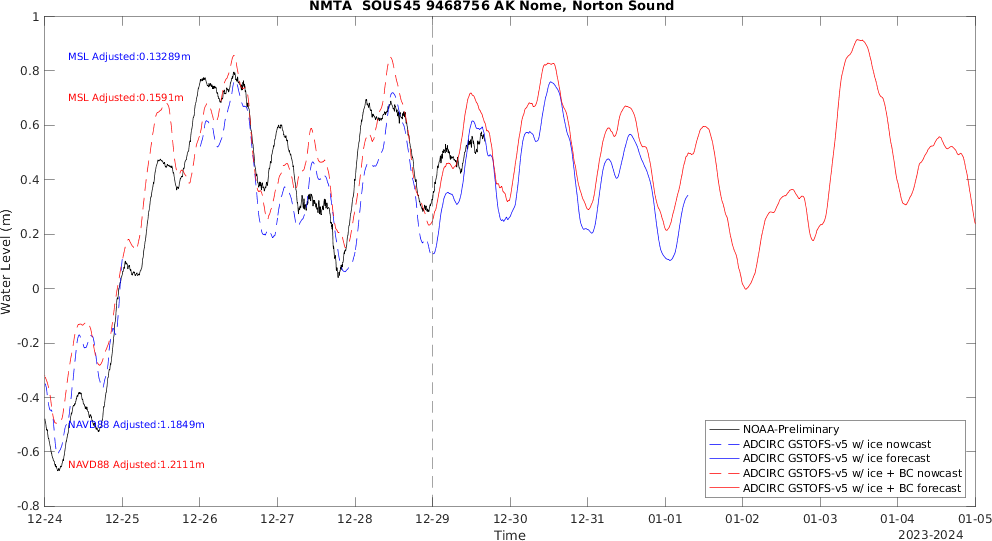 NMTA  SOUS45 9468756 AK Nome, Norton Sound
Water Level (m)
1
0.8
0.6
0.4
0.2
0
-0.2
-0.4
-0.6
-0.8
MSL Adjusted:0.13289m
MSL Adjusted:0.1591m
NAVD88 Adjusted:1.1849m
NAVD88 Adjusted:1.2111m
NOAA-Preliminary
ADCIRC GSTOFS-v5 w/ ice nowcast
ADCIRC GSTOFS-v5 w/ ice forecast
ADCIRC GSTOFS-v5 w/ ice + BC nowcast
ADCIRC GSTOFS-v5 w/ ice + BC forecast
12-24 12-25 12-26 12-27 12-28 12-29 12-30 12-31 01-01 01-02 01-03 01-04 01-05
Time
2023-2024